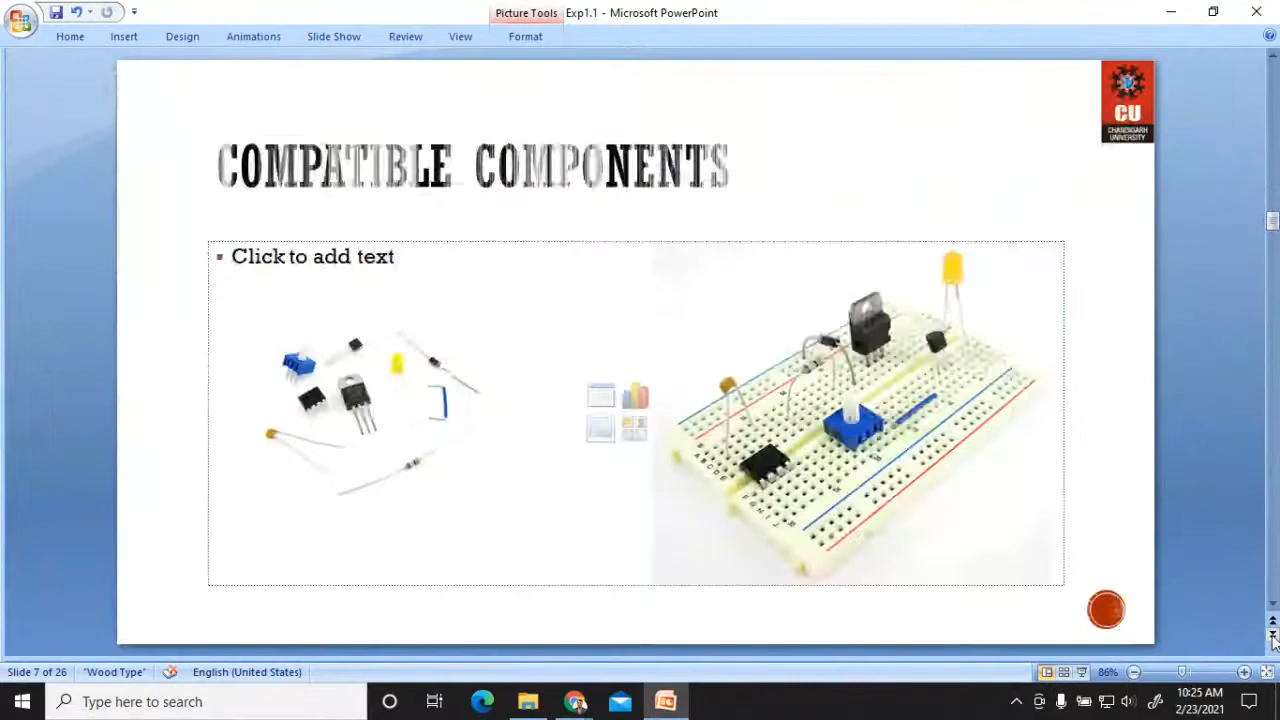 Picture Tools
Exp1.1 - Microsoft PowerPoint
Home Insert Design Animations Slide Show Review View Format
CU
CHANDIGARH
UNIVERSITY
COMPATIBLE COMPONENTS
Click to add text
Slide 7 of 26
"Wood Type"
English (United States)
86%
Type here to search
10:25 AM
2/23/2021